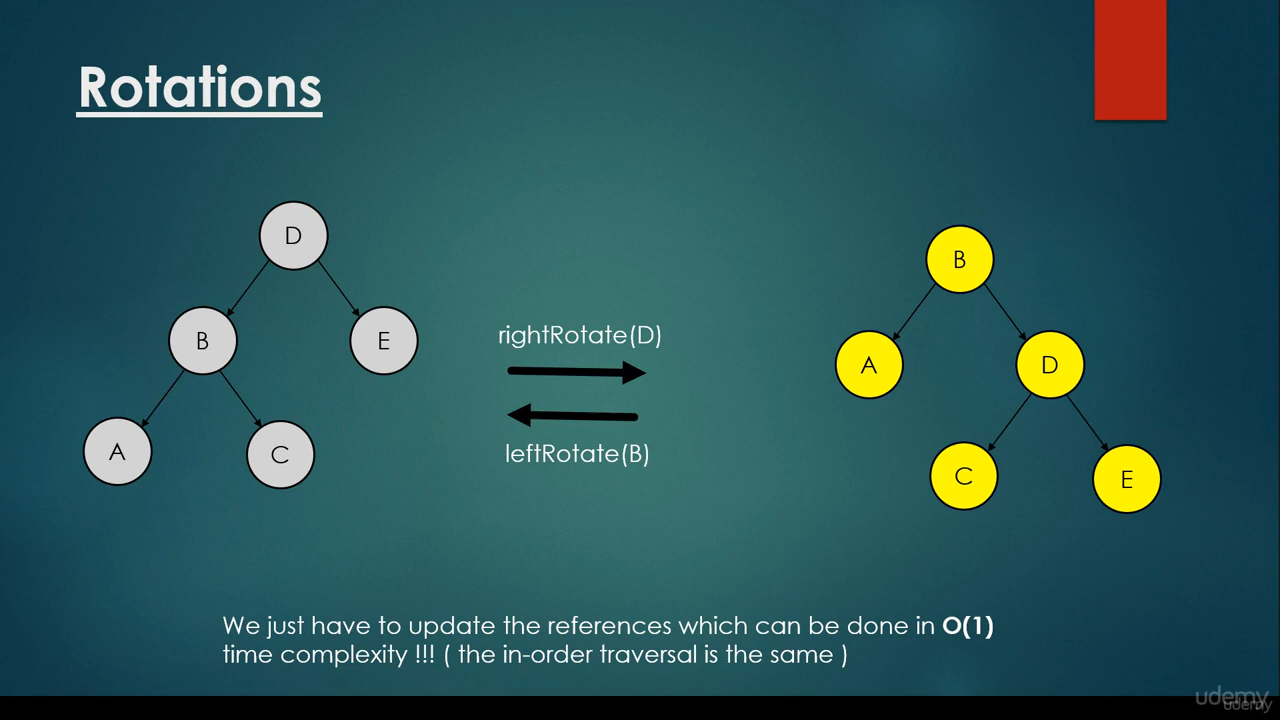 Rotations
D
B
E
A
C
rightRotate(D)
leftRotate(B)
B
A
D
C
E
We just have to update the references which can be done in O(1)
time complexity !!! ( the in-order traversal is the same )
udemy
udemy